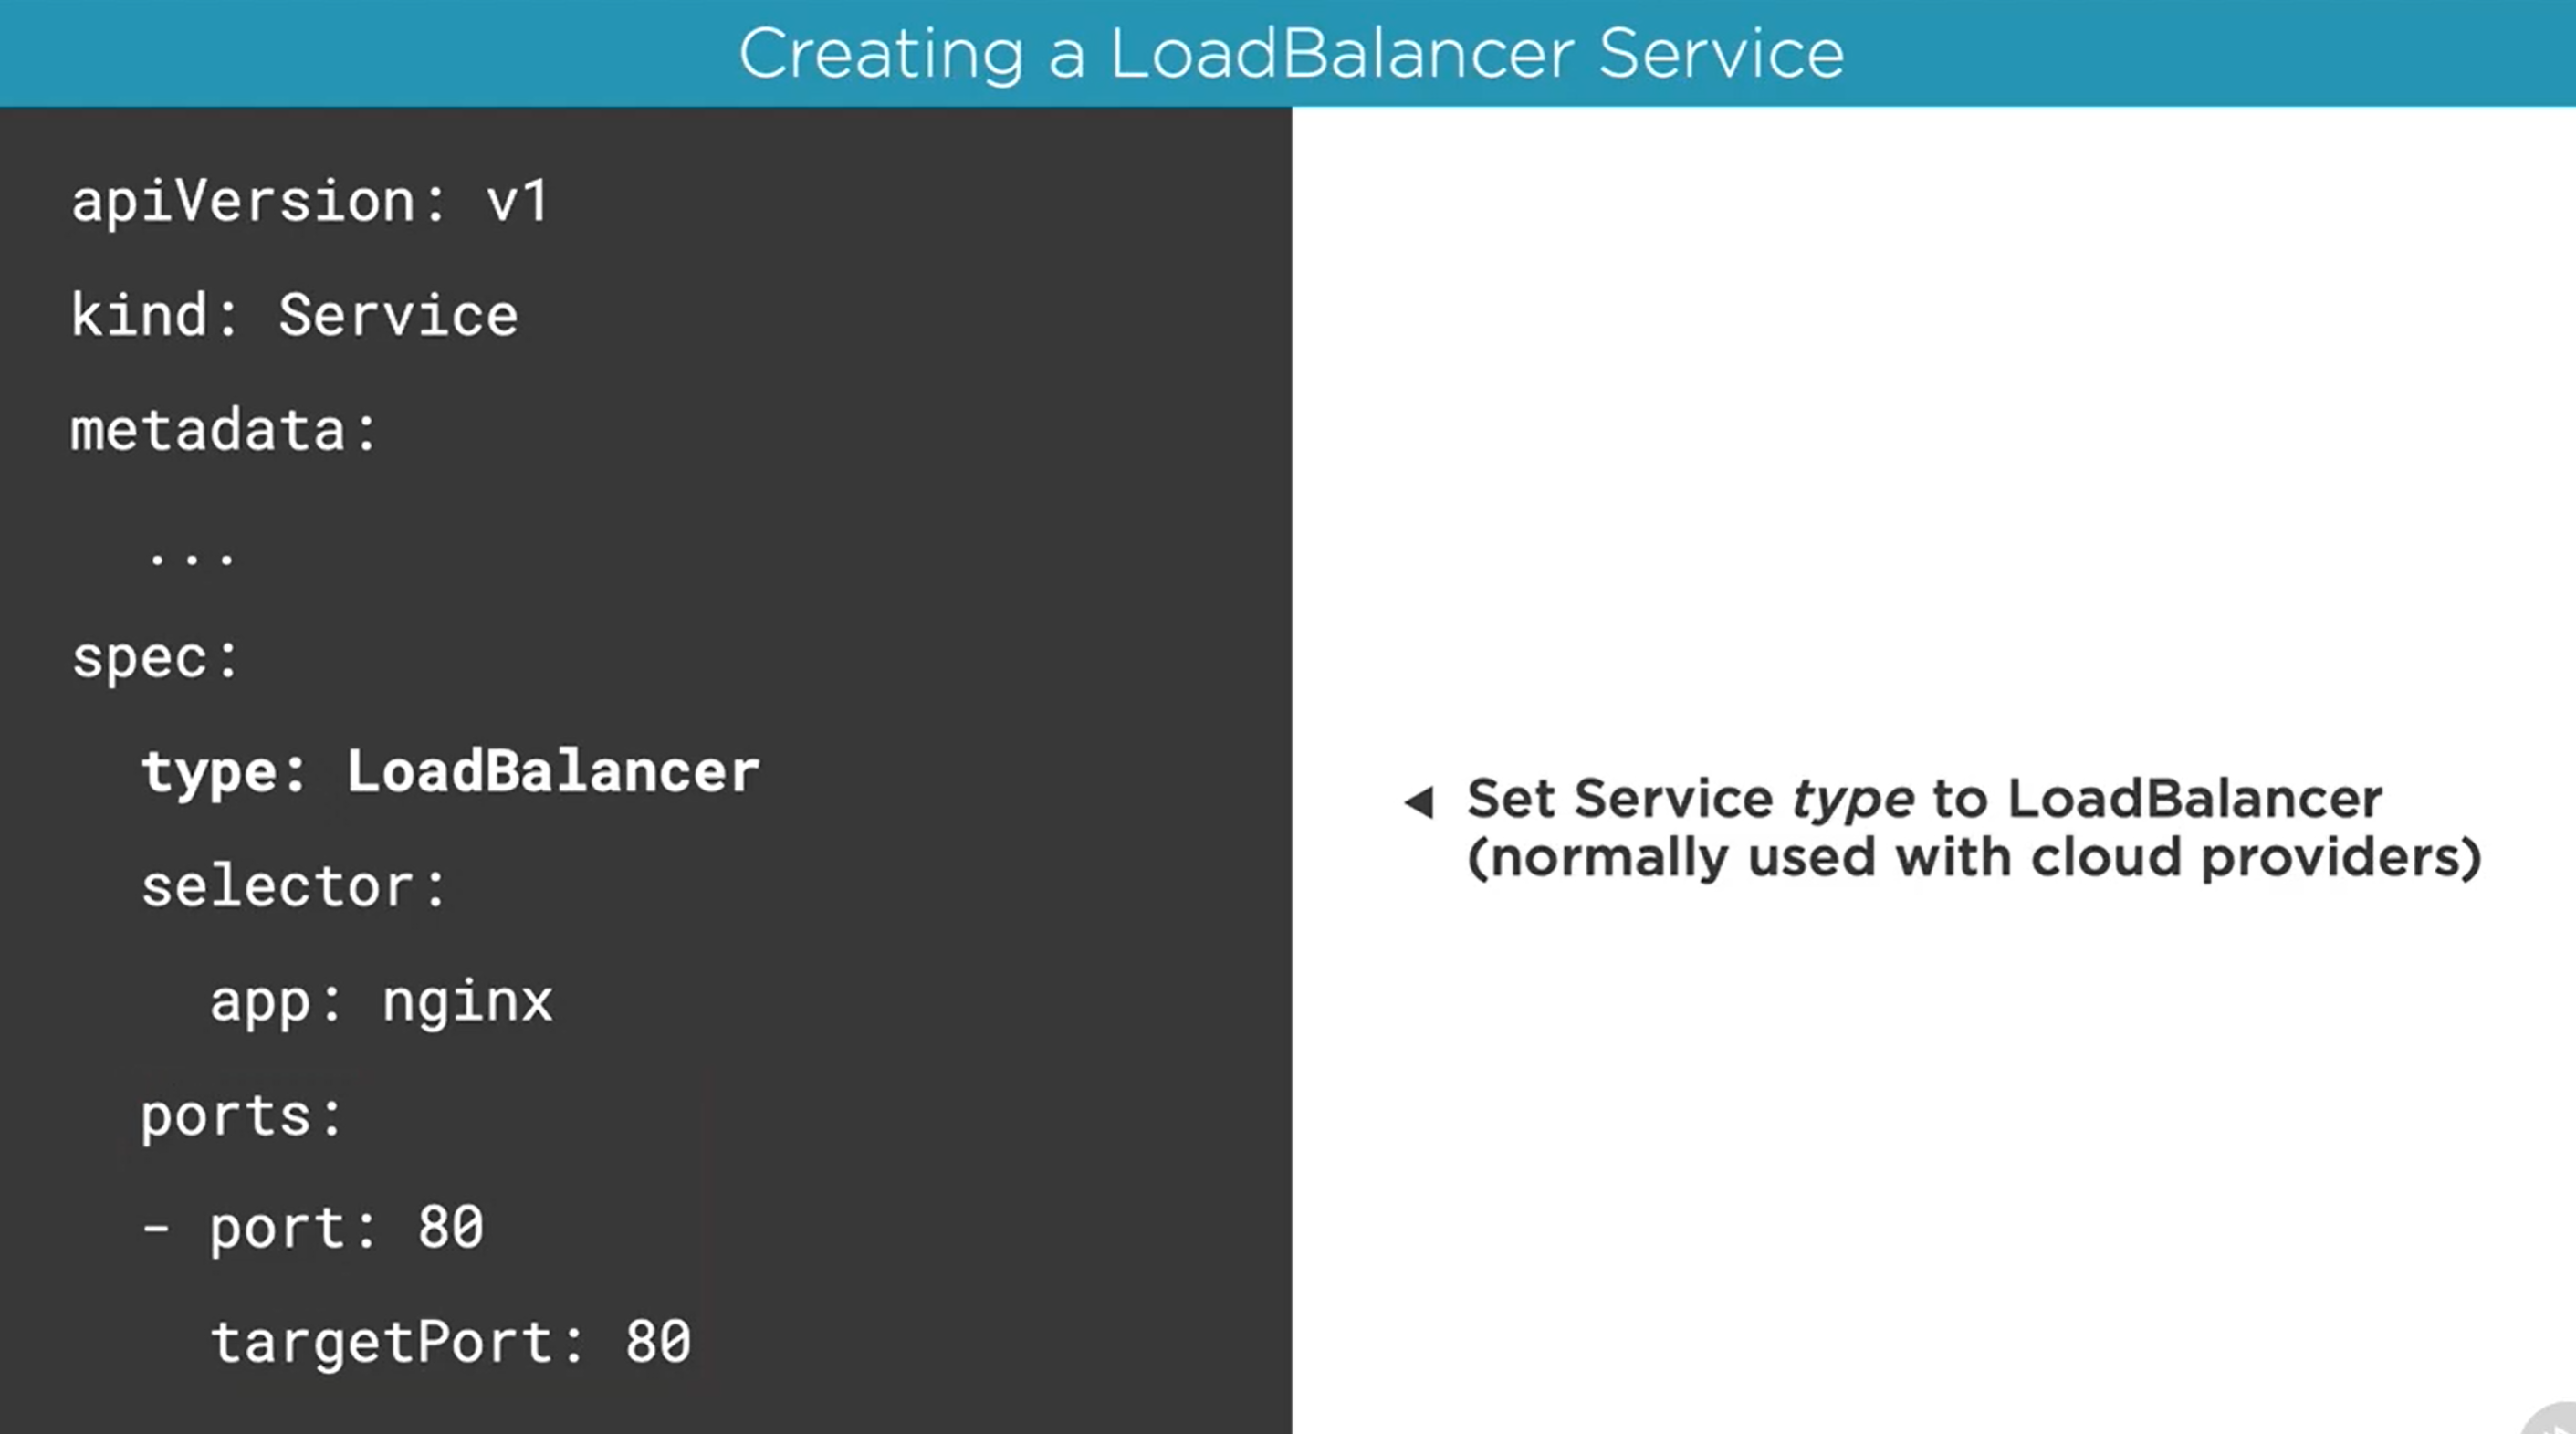 Creating a LoadBalancer Service
apiVersion: v1
kind: Service
metadata:
...
spec:
type: LoadBalancer
selector:
app: nginx
ports:
- port: 80
targetPort: 80
◀ Set Service type to LoadBalancer
(normally used with cloud providers)